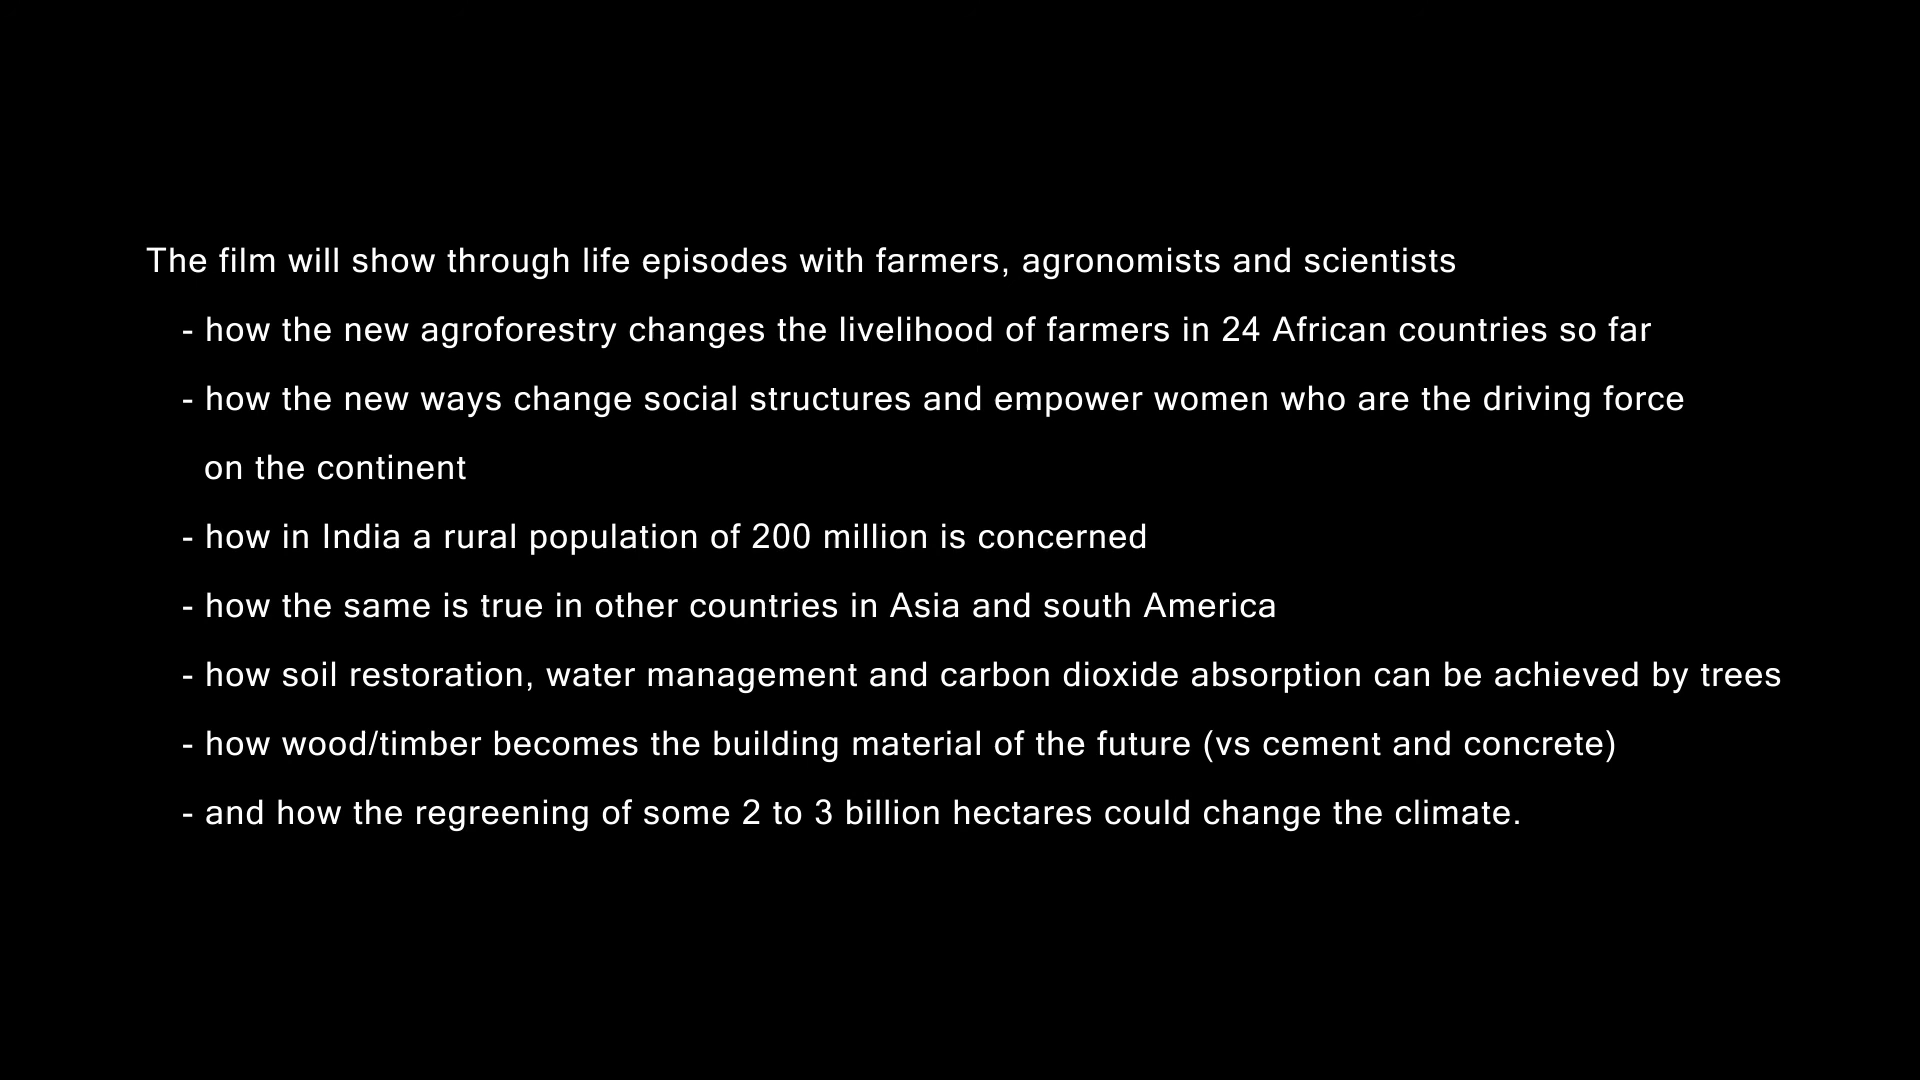 The film will show through life episodes with farmers, agronomists and scientists
- how the new agroforestry changes the livelihood of farmers in 24 African countries so far
- how the new ways change social structures and empower women who are the driving force
on the continent
- how in India a rural population of 200 million is concerned
- how the same is true in other countries in Asia and south America
- how soil restoration, water management and carbon dioxide absorption can be achieved by trees
- how wood/timber becomes the building material of the future (vs cement and concrete)
- and how the regreening of some 2 to 3 billion hectares could change the climate.